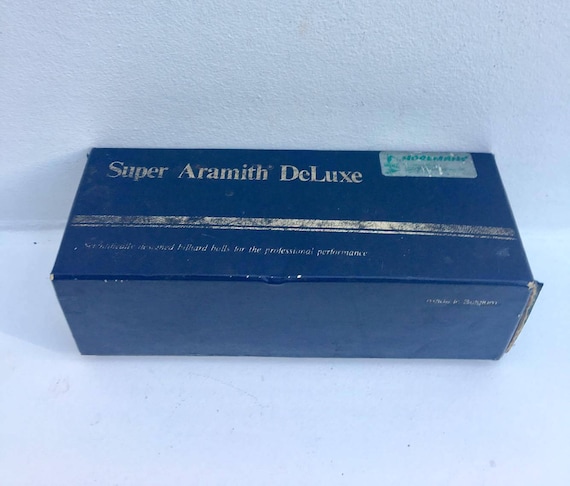 Super Aramith® DeLuxe
Scientifically designed billiard balls for the professional performance
Made in Belgium